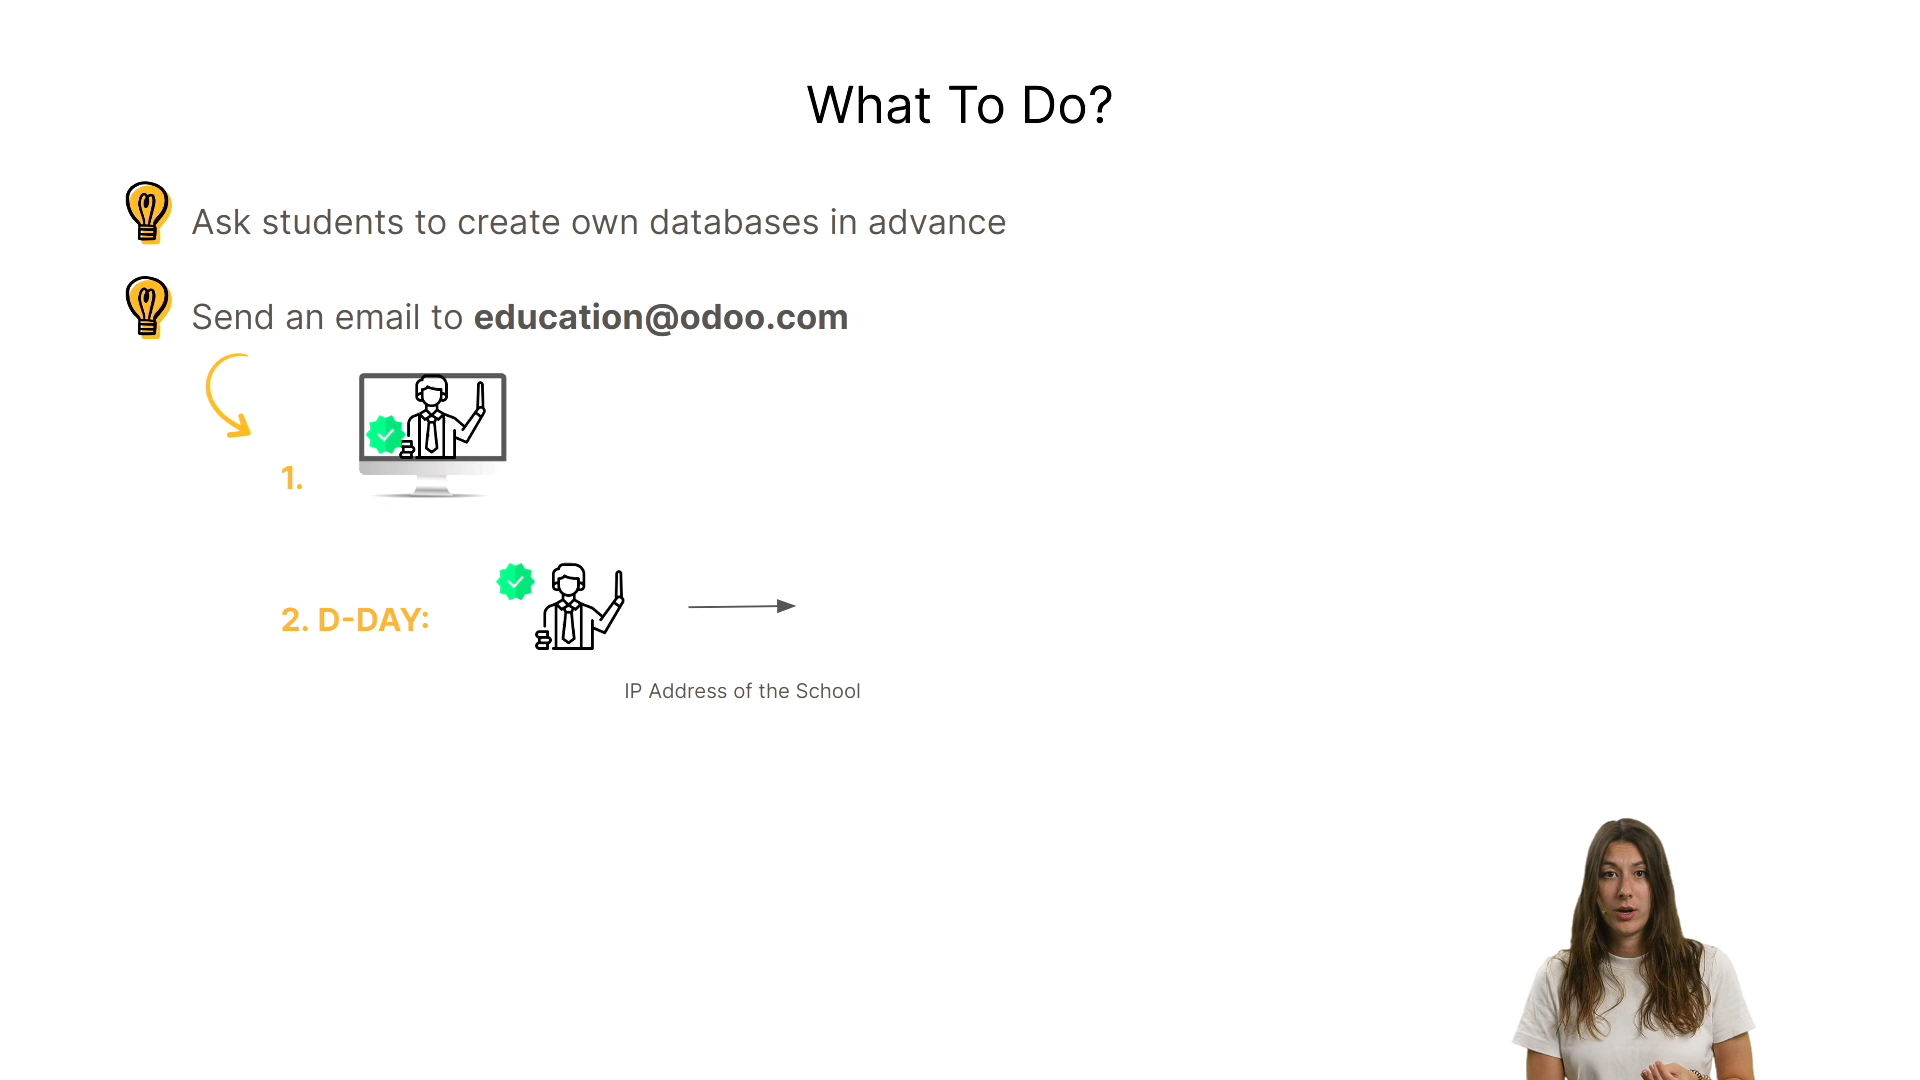 What To Do?
Ask students to create own databases in advance
Send an email to education@odoo.com
1.
2. D-DAY:
IP Address of the School